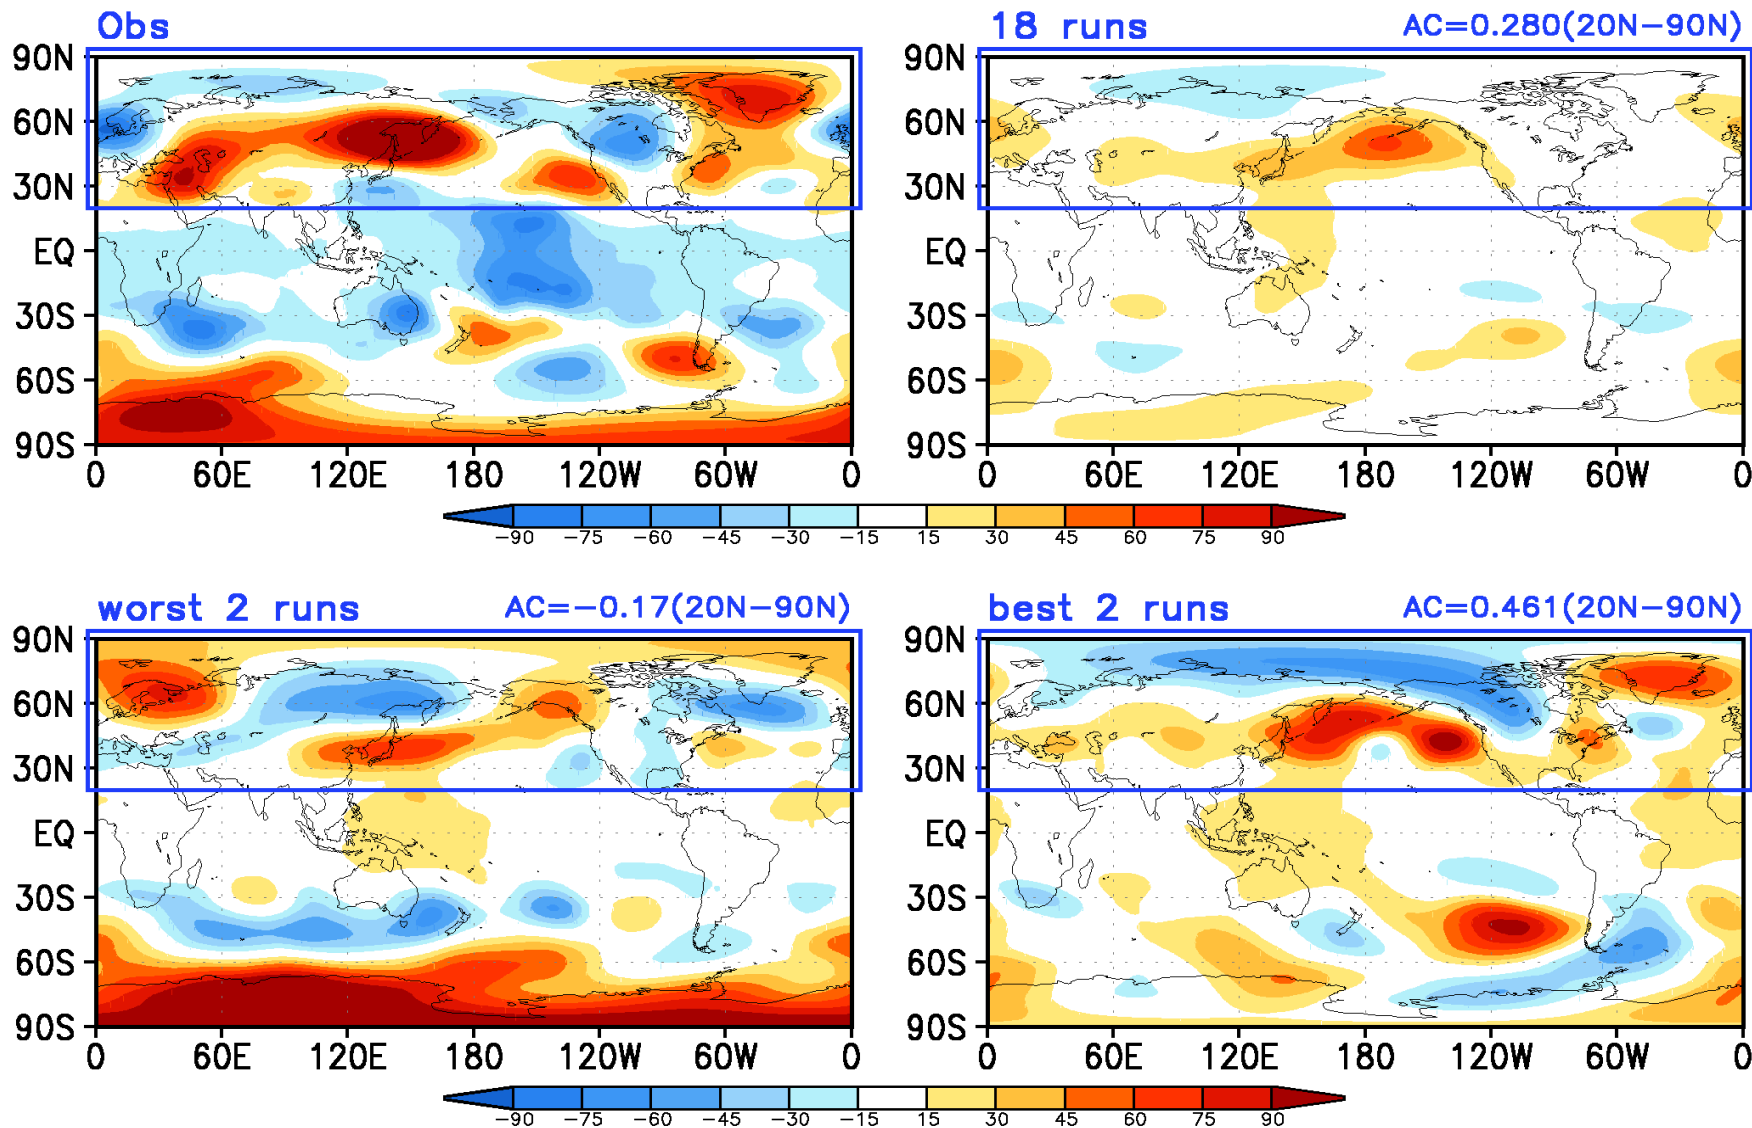 Obs
18 runs AC=0.280(20N−90N)
90N
60N
30N
EQ
30S
60S
90S
0 60E 120E 180 120W 60W 0
90N
60N
30N
EQ
30S
60S
90S
0 60E 120E 180 120W 60W 0
−90 −75 −60 −45 −30 −15 15 30 45 60 75 90
worst 2 runs AC=−0.17(20N−90N)
best 2 runs AC=0.461(20N−90N)
90N
60N
30N
EQ
30S
60S
90S
0 60E 120E 180 120W 60W 0
90N
60N
30N
EQ
30S
60S
90S
0 60E 120E 180 120W 60W 0
−90 −75 −60 −45 −30 −15 15 30 45 60 75 90